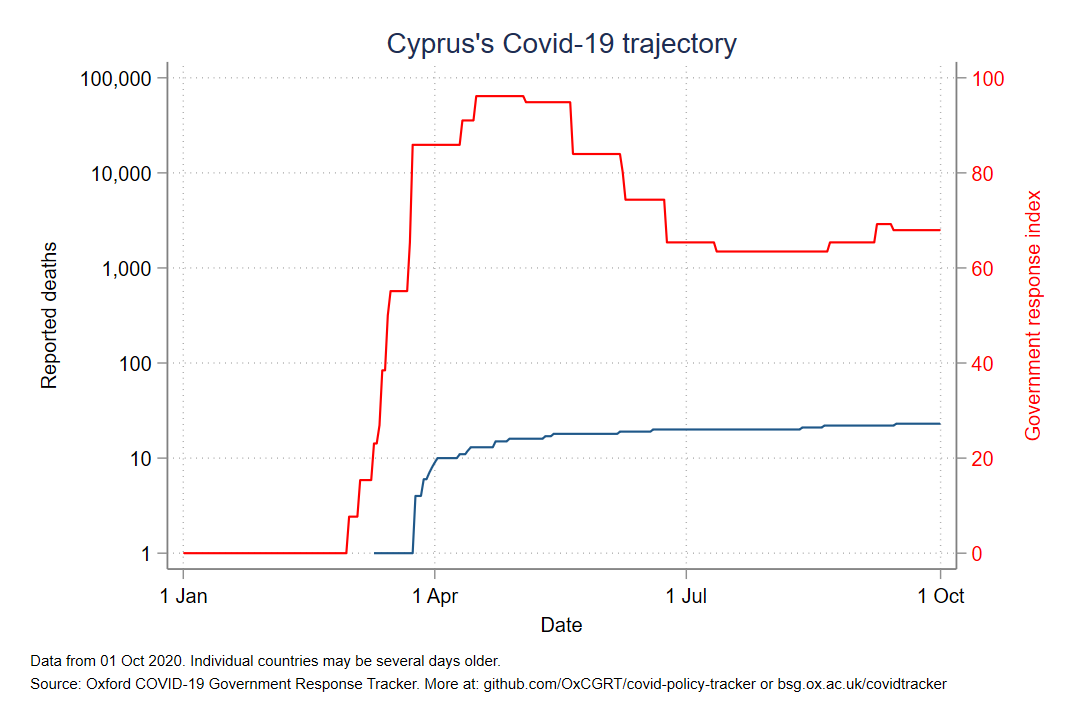 Cyprus's Covid-19 trajectory
100,000
10,000
1,000
100
10
1
Reported deaths
100
80
60
40
20
0
Government response index
1 Jan
1 Apr
1 Jul
1 Oct
Date
Data from 01 Oct 2020. Individual countries may be several days older.
Source: Oxford COVID-19 Government Response Tracker. More at: github.com/OxCGRT/covid-policy-tracker or bsg.ox.ac.uk/covidtracker